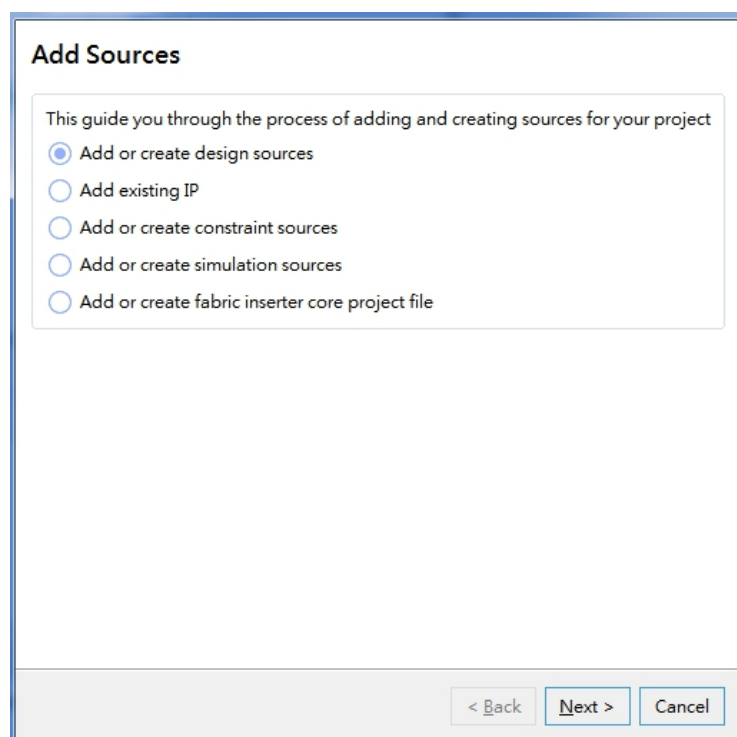 Add Sources
This guide you through the process of adding and creating sources for your project
Add or create design sources
Add existing IP
Add or create constraint sources
Add or create simulation sources
Add or create fabric inserter core project file
< Back Next > Cancel